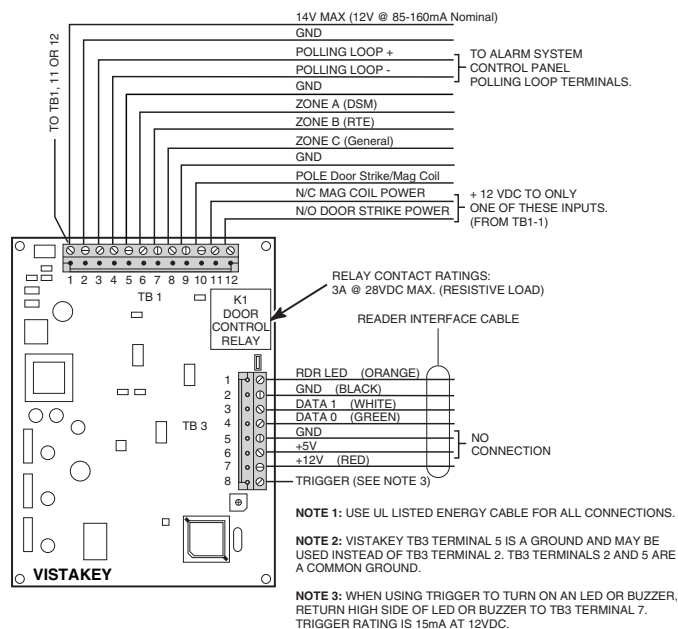 14V MAX (12V @ 85-160mA Nominal)
GND
POLLING LOOP +
POLLING LOOP -
TO ALARM SYSTEM
CONTROL PANEL
POLLING LOOP TERMINALS.
GND
ZONE A (DSM)
ZONE B (RTE)
ZONE C (General)
GND
POLE Door Strike/Mag Coil
N/C MAG COIL POWER
N/O DOOR STRIKE POWER
+ 12 VDC TO ONLY
ONE OF THESE INPUTS.
(FROM TB1-1)
TO TB1, 11 OR 12
1 2 3 4 5 6 7 8 9 10 11 12
TB 1
K1
DOOR
CONTROL
RELAY
RELAY CONTACT RATINGS:
3A @ 28VDC MAX. (RESISTIVE LOAD)
READER INTERFACE CABLE
1 RDR LED (ORANGE)
2 GND (BLACK)
3 DATA 1 (WHITE)
4 DATA 0 (GREEN)
TB 3
5 GND
6 +5V
7 +12V (RED)
8 TRIGGER (SEE NOTE 3)
NO
CONNECTION
VISTAKEY
NOTE 1: USE UL LISTED ENERGY CABLE FOR ALL CONNECTIONS.
NOTE 2: VISTAKEY TB3 TERMINAL 5 IS A GROUND AND MAY BE
USED INSTEAD OF TB3 TERMINAL 2. TB3 TERMINALS 2 AND 5 ARE
A COMMON GROUND.
NOTE 3: WHEN USING TRIGGER TO TURN ON AN LED OR BUZZER,
RETURN HIGH SIDE OF LED OR BUZZER TO TB3 TERMINAL 7.
TRIGGER RATING IS 15mA AT 12VDC.